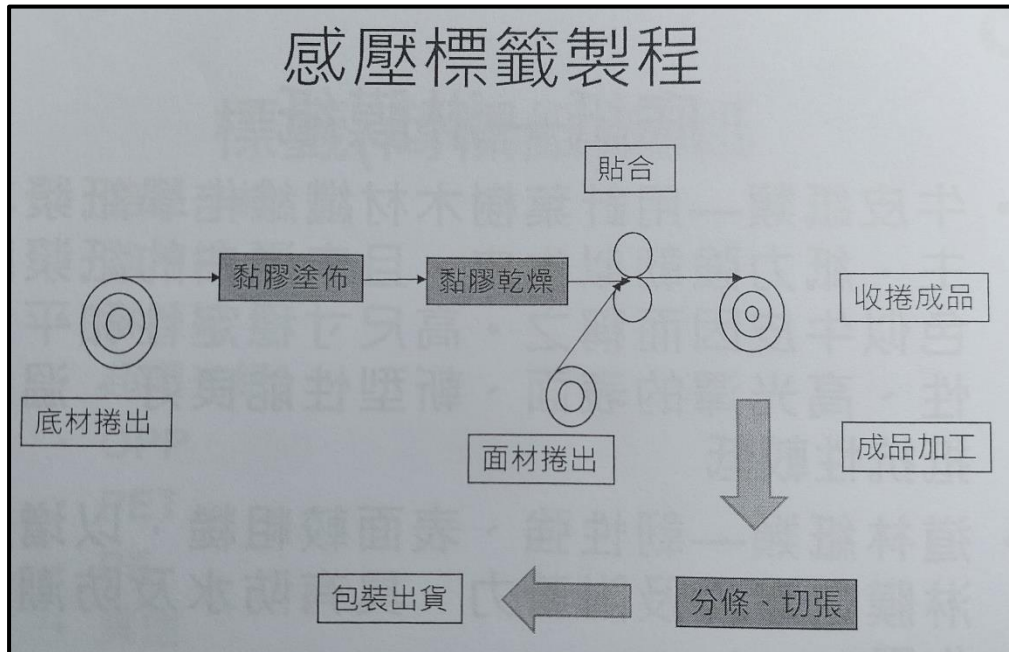 感壓標籤製程
貼合
黏膠塗佈
黏膠乾燥
收捲成品
底材捲出
面材捲出
成品加工
包裝出貨
分條、切張